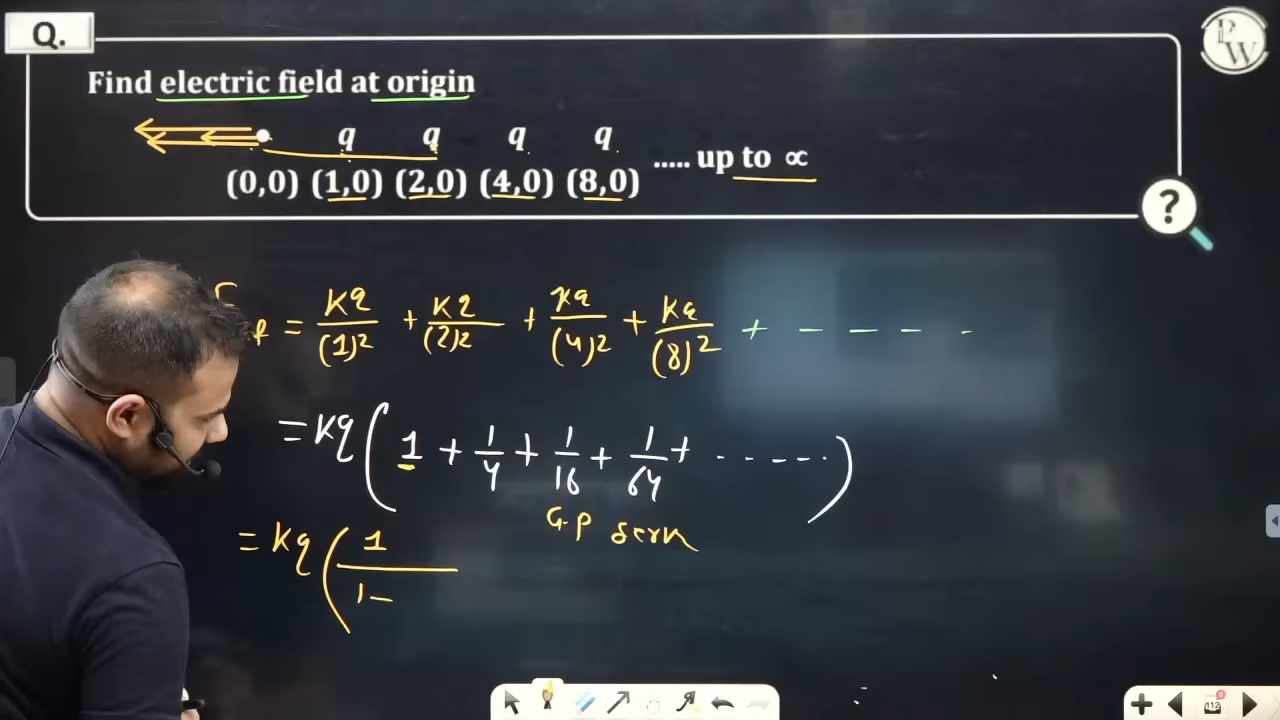 Q.
PW
Find electric field at origin
q q q q
(0,0) (1,0) (2,0) (4,0) (8,0) ..... up to ∝
?
= Kq/(1)² + Kq/(2)² + Kq/(4)² + Kq/(8)² + - - - -
= Kq ( 1 + 1/4 + 1/16 + 1/64 + ...... )
G.P
= Kq ( 1/1-
112